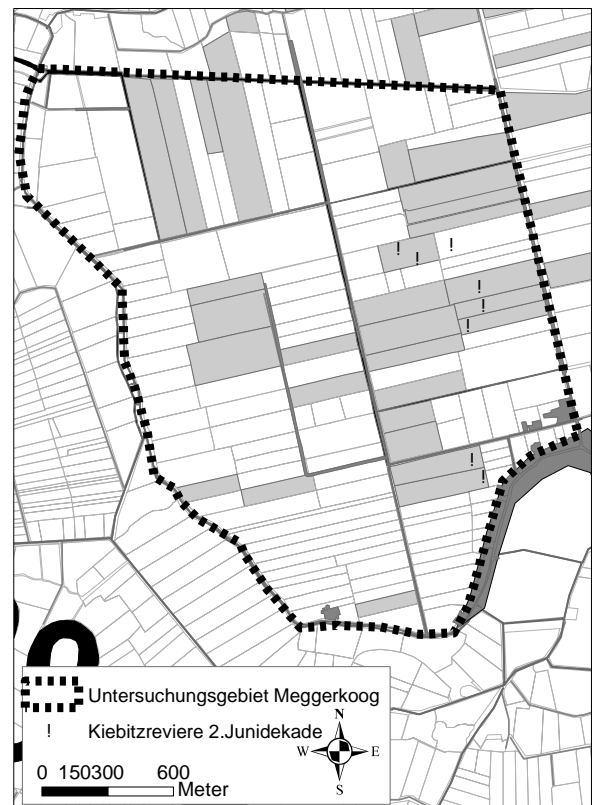 ! ! !
!
!
!
!
!
Untersuchungsgebiet Meggerkoog
! Kiebitzreviere 2.Junidekade
N
W E
S
0 150300 600
Meter